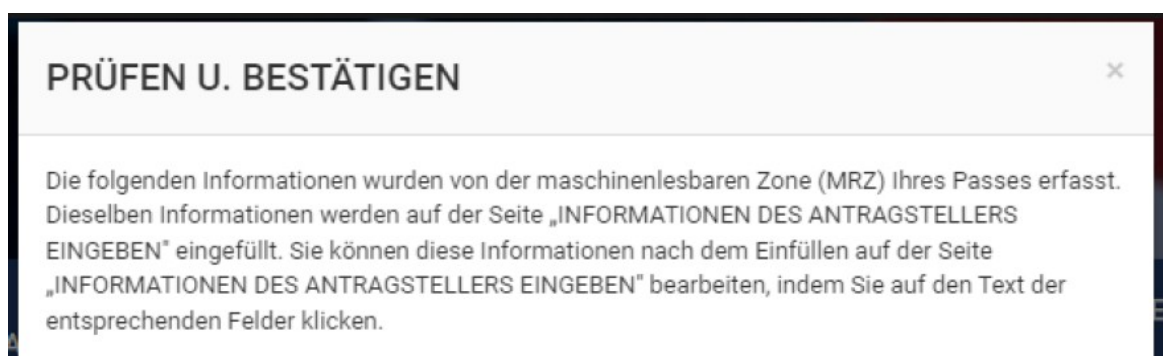 PRÜFEN U. BESTÄTIGEN
×
Die folgenden Informationen wurden von der maschinenlesbaren Zone (MRZ) Ihres Passes erfasst.
Dieselben Informationen werden auf der Seite „INFORMATIONEN DES ANTRAGSTELLERS
EINGEBEN" eingefüllt. Sie können diese Informationen nach dem Einfüllen auf der Seite
„INFORMATIONEN DES ANTRAGSTELLERS EINGEBEN" bearbeiten, indem Sie auf den Text der
entsprechenden Felder klicken.